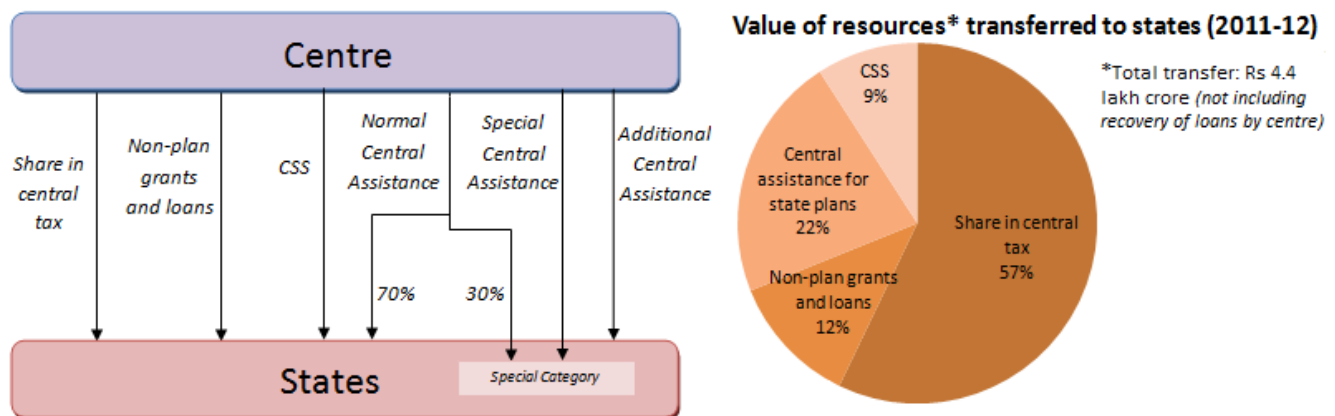 Centre
Share in
central
tax
Non-plan
grants
and loans
CSS
Normal
Central
Assistance
Special
Central
Assistance
Additional
Central
Assistance
70%
30%
States
Special Category
Value of resources* transferred to states (2011-12)
*Total transfer: Rs 4.4
lakh crore (not including
recovery of loans by centre)
CSS
9%
Central
assistance for
state plans
22%
Share in central
tax
57%
Non-plan grants
and loans
12%